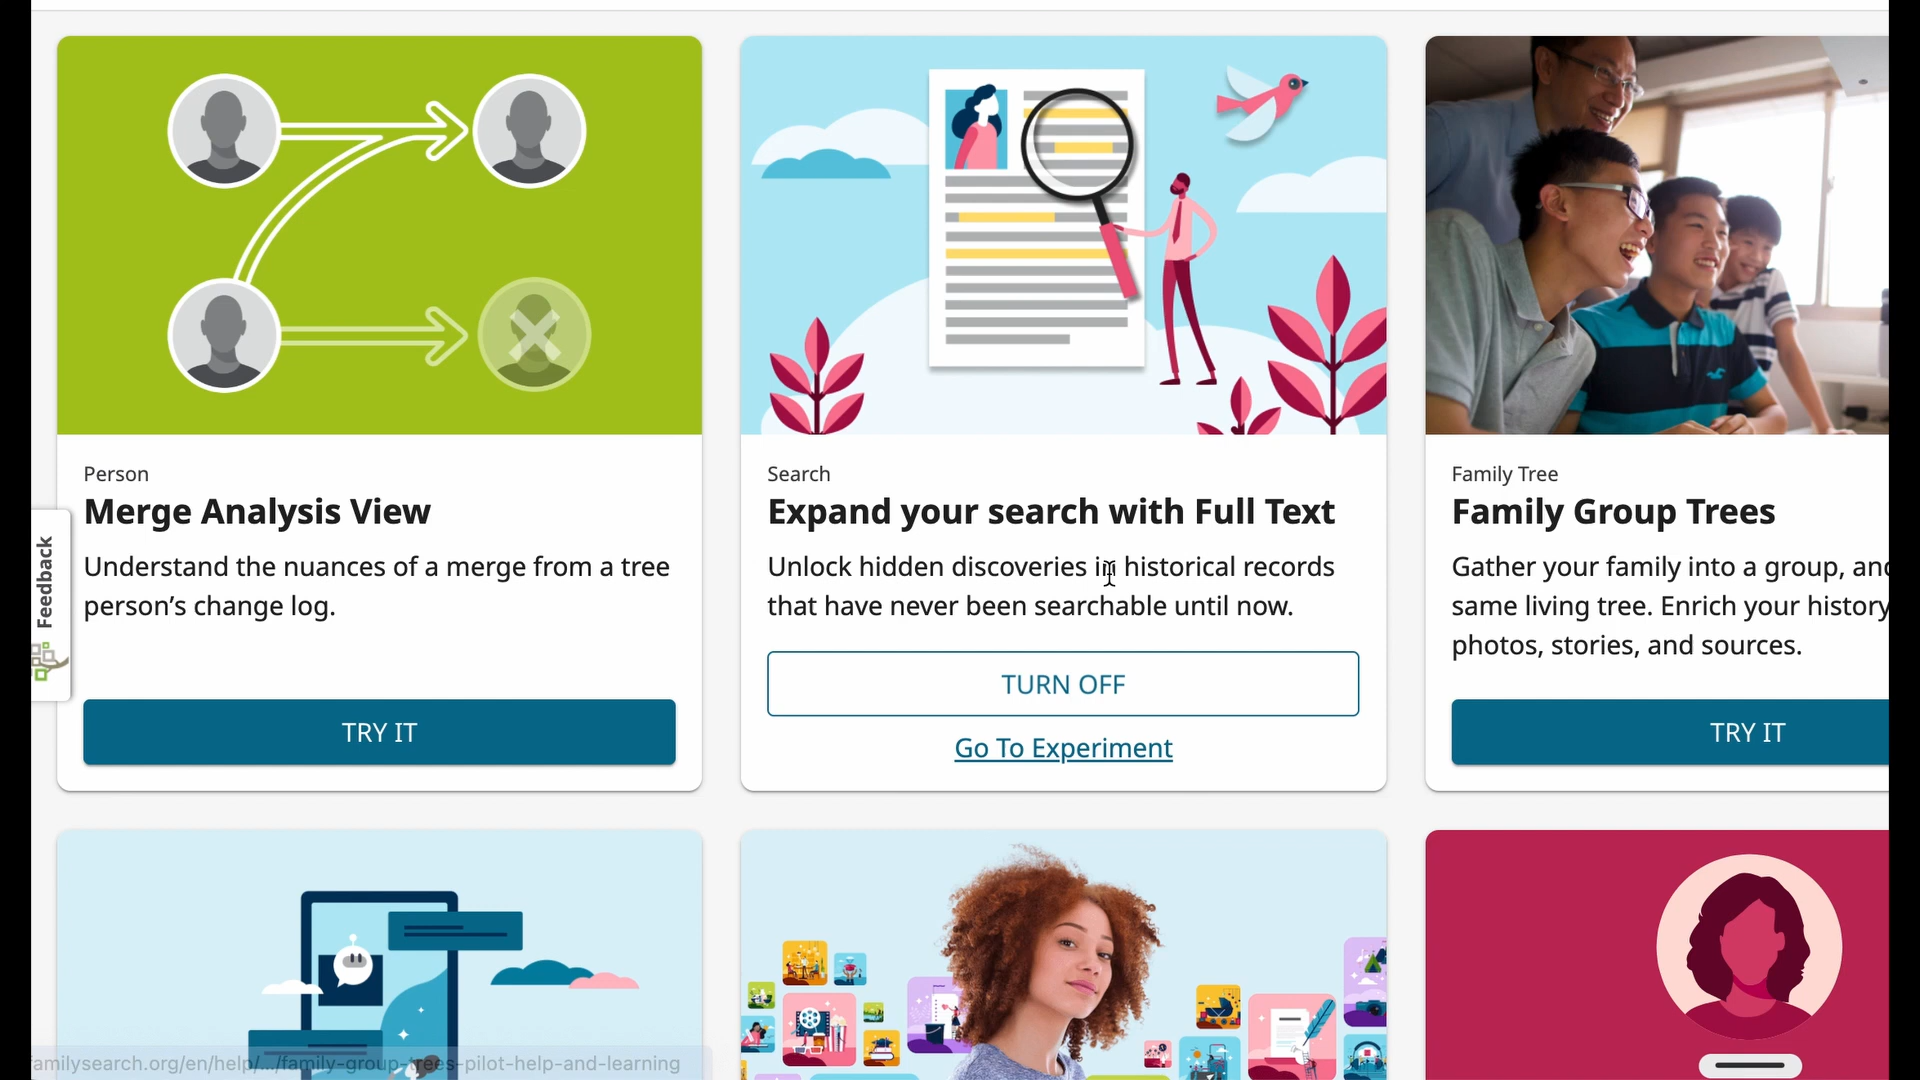 Person
Merge Analysis View
Understand the nuances of a merge from a tree
person’s change log.
TRY IT
Search
Expand your search with Full Text
Unlock hidden discoveries in historical records
that have never been searchable until now.
TURN OFF
Go To Experiment
Family Tree
Family Group Trees
Gather your family into a group, and
same living tree. Enrich your history
photos, stories, and sources.
TRY IT
Feedback
familysearch.org/en/help/.../family-group-trees-pilot-help-and-learning